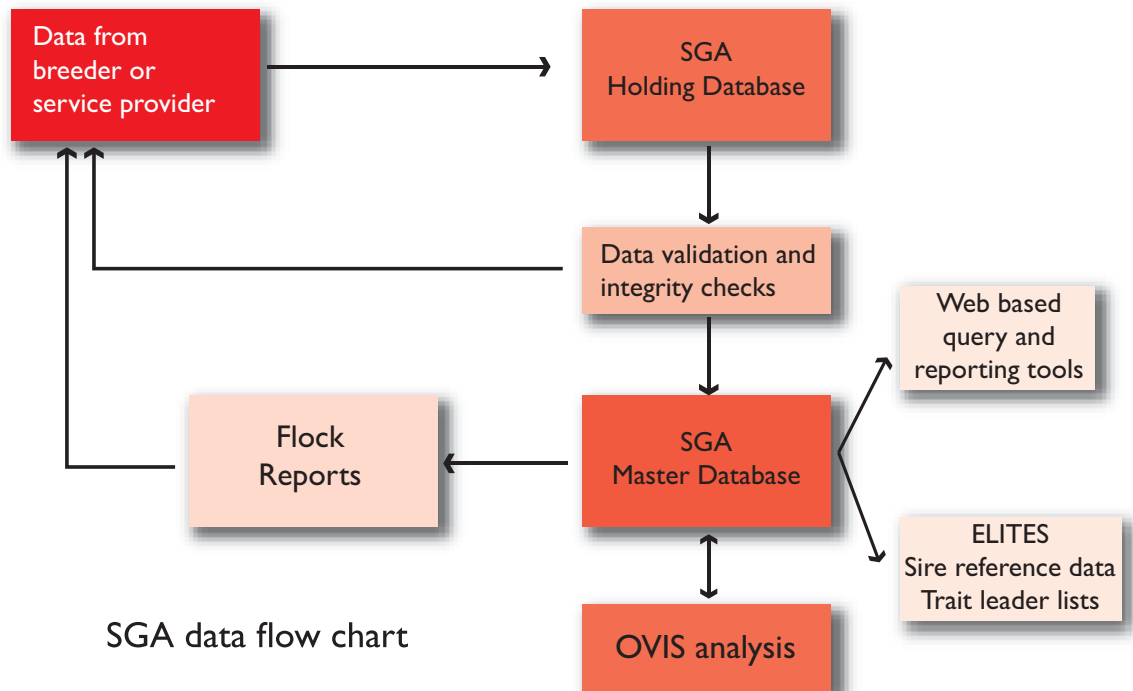 Data from
breeder or
service provider
SGA
Holding Database
Data validation and
integrity checks
Web based
query and
reporting tools
Flock
Reports
SGA
Master Database
ELITES
Sire reference data
Trait leader lists
SGA data flow chart
OVIS analysis